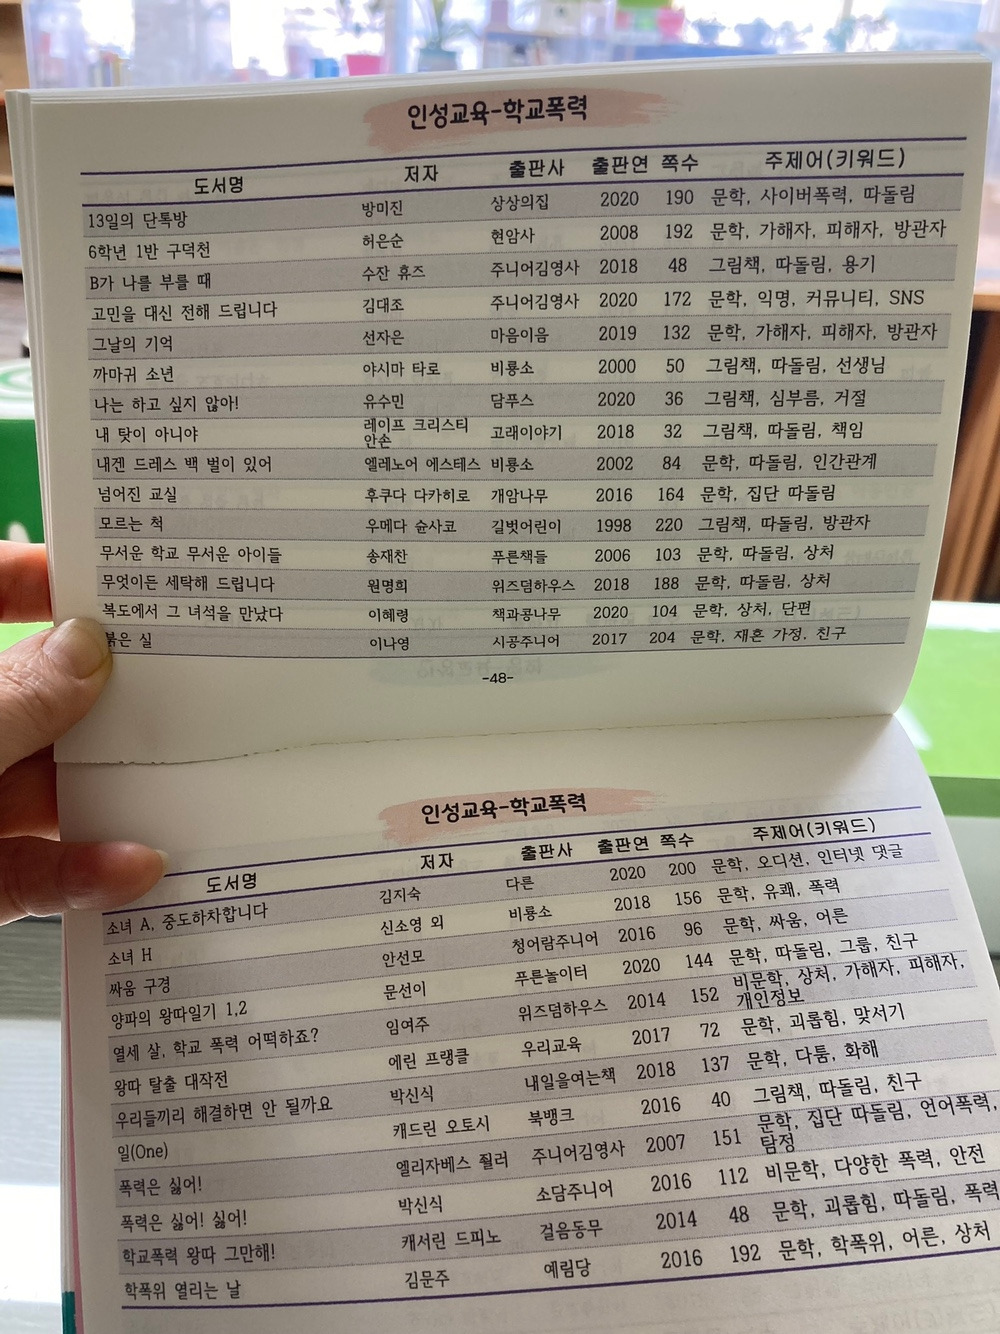 인성교육-학교폭력
도서명 저자 출판사 출판연 쪽수 주제어(키워드)
13일의 단톡방 방미진 상상의집 2020 190 문학, 사이버폭력, 따돌림
6학년 1반 구덕천 허은순 현암사 2008 192 문학, 가해자, 피해자, 방관자
B가 나를 부를 때 수잔 휴즈 주니어김영사 2018 48 그림책, 따돌림, 용기
고민을 대신 전해 드립니다 김대조 주니어김영사 2020 172 문학, 익명, 커뮤니티, SNS
그날의 기억 선자은 마음이음 2019 132 문학, 가해자, 피해자, 방관자
까마귀 소년 야시마 타로 비룡소 2000 50 그림책, 따돌림, 선생님
나는 하고 싶지 않아! 유수민 담푸스 2020 36 그림책, 심부름, 거절
내 탓이 아니야 레이프 크리스티안손 고래이야기 2018 32 그림책, 따돌림, 책임
내겐 드레스 백 벌이 있어 엘레노어 에스테스 비룡소 2002 84 문학, 따돌림, 인간관계
넘어진 교실 후쿠다 다카히로 개암나무 2016 164 문학, 집단 따돌림
모르는 척 우메다 슌사코 길벗어린이 1998 220 그림책, 따돌림, 방관자
무서운 학교 무서운 아이들 송재찬 푸른책들 2006 103 문학, 따돌림, 상처
무엇이든 세탁해 드립니다 원명희 위즈덤하우스 2018 188 문학, 따돌림, 상처
복도에서 그 녀석을 만났다 이혜령 책과콩나무 2020 104 문학, 상처, 단편
붉은 실 이나영 시공주니어 2017 204 문학, 재혼 가정, 친구
-48-
인성교육-학교폭력
도서명 저자 출판사 출판연 쪽수 주제어(키워드)
소녀 A, 중도하차합니다 김지숙 다른 2020 200 문학, 오디션, 인터넷 댓글
소녀 H 신소영 외 비룡소 2018 156 문학, 유쾌, 폭력
싸움 구경 안선모 청어람주니어 2016 96 문학, 싸움, 어른
양파의 왕따일기 1,2 문선이 푸른놀이터 2020 144 문학, 따돌림, 그룹, 친구
열세 살, 학교 폭력 어떡하죠? 임여주 위즈덤하우스 2014 152 비문학, 상처, 가해자, 피해자, 개인정보
왕따 탈출 대작전 에린 프랭클 우리교육 2017 72 문학, 괴롭힘, 맞서기
우리들끼리 해결하면 안 될까요 박신식 내일을여는책 2018 137 문학, 다툼, 화해
일(One) 캐드린 오토시 북뱅크 2016 40 그림책, 따돌림, 친구
폭력은 싫어! 엘리자베스 죌러 주니어김영사 2007 151 문학, 집단 따돌림, 언어폭력, 탐정
폭력은 싫어! 싫어! 박신식 소담주니어 2016 112 비문학, 다양한 폭력, 안전
학교폭력 왕따 그만해! 캐서린 드피노 걸음동무 2014 48 문학, 괴롭힘, 따돌림, 폭력
학폭위 열리는 날 김문주 예림당 2016 192 문학, 학폭위, 어른, 상처